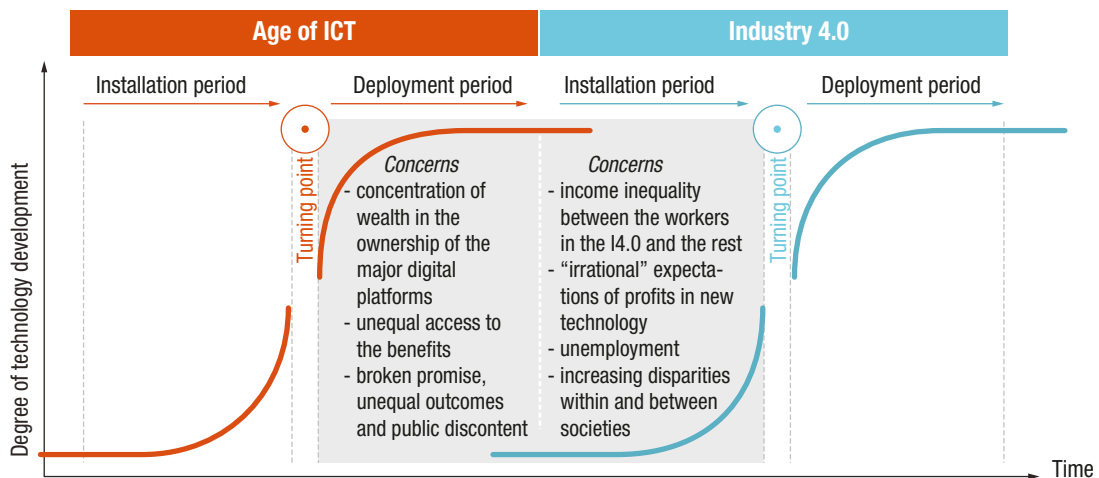 Age of ICT
Industry 4.0
Installation period
Deployment period
Installation period
Deployment period
Degree of technology development
Turning point
Concerns
- concentration of
wealth in the
ownership of the
major digital
platforms
- unequal access to
the benefits
- broken promise,
unequal outcomes
and public discontent
Concerns
- income inequality
between the workers
in the I4.0 and the rest
- “irrational” expecta-
tions of profits in new
technology
- unemployment
- increasing disparities
within and between
societies
Turning point
Time